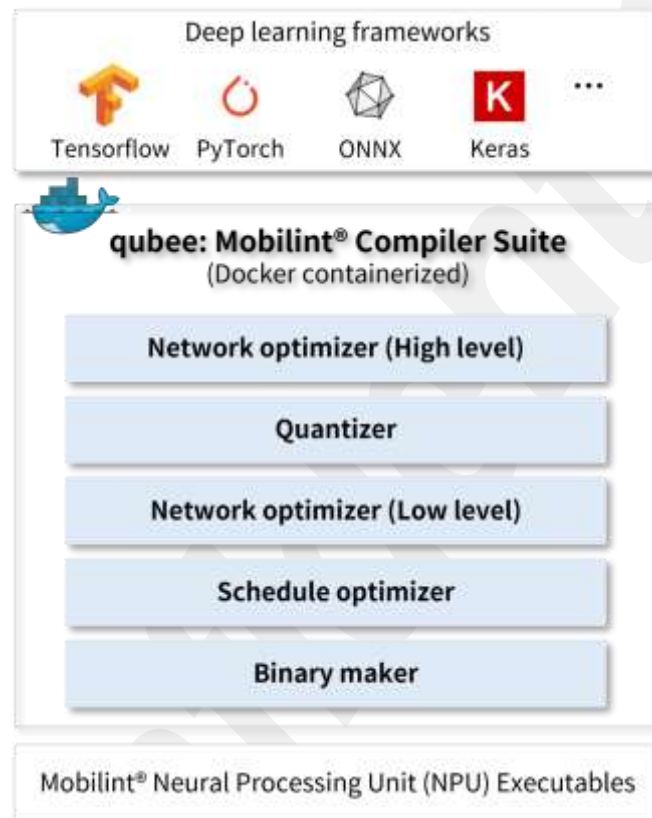 Deep learning frameworks
...
Tensorflow PyTorch ONNX Keras
K
qubee: Mobilint® Compiler Suite
(Docker containerized)
Network optimizer (High level)
Quantizer
Network optimizer (Low level)
Schedule optimizer
Binary maker
Mobilint® Neural Processing Unit (NPU) Executables